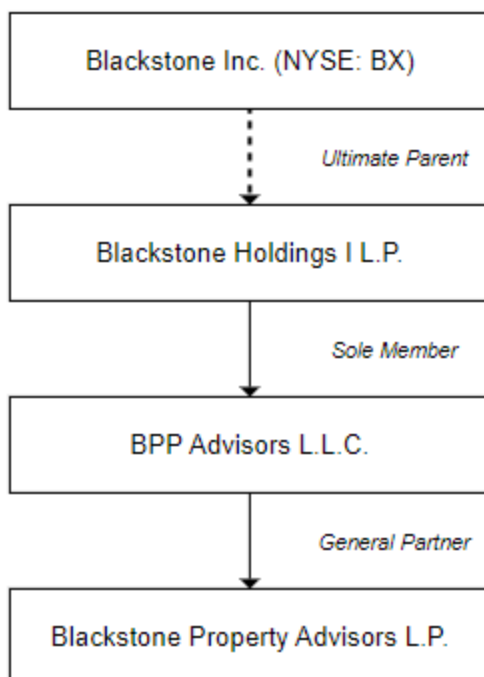 Blackstone Inc. (NYSE: BX)
Ultimate Parent
Blackstone Holdings I L.P.
Sole Member
BPP Advisors L.L.C.
General Partner
Blackstone Property Advisors L.P.